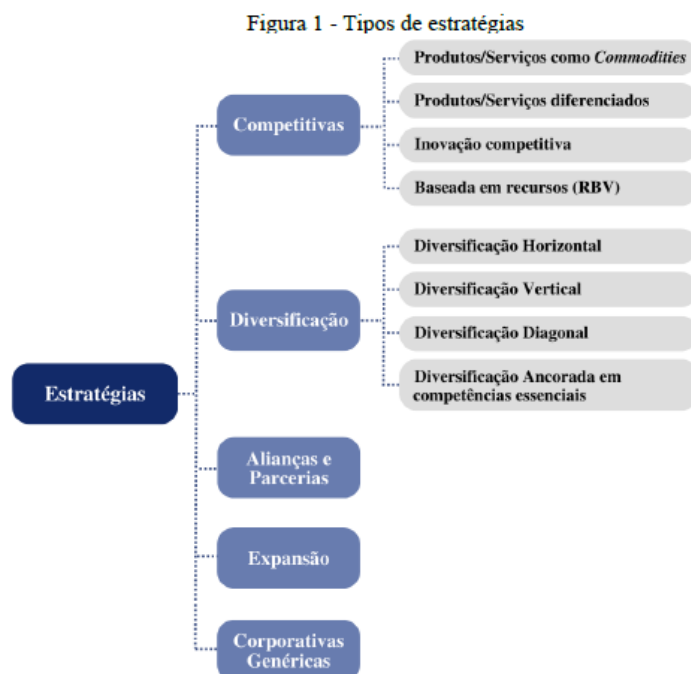 Figura 1 - Tipos de estratégias
Estratégias
Competitivas
Produtos/Serviços como Commodities
Produtos/Serviços diferenciados
Inovação competitiva
Baseada em recursos (RBV)
Diversificação
Diversificação Horizontal
Diversificação Vertical
Diversificação Diagonal
Diversificação Ancorada em
competências essenciais
Alianças e
Parcerias
Expansão
Corporativas
Genéricas